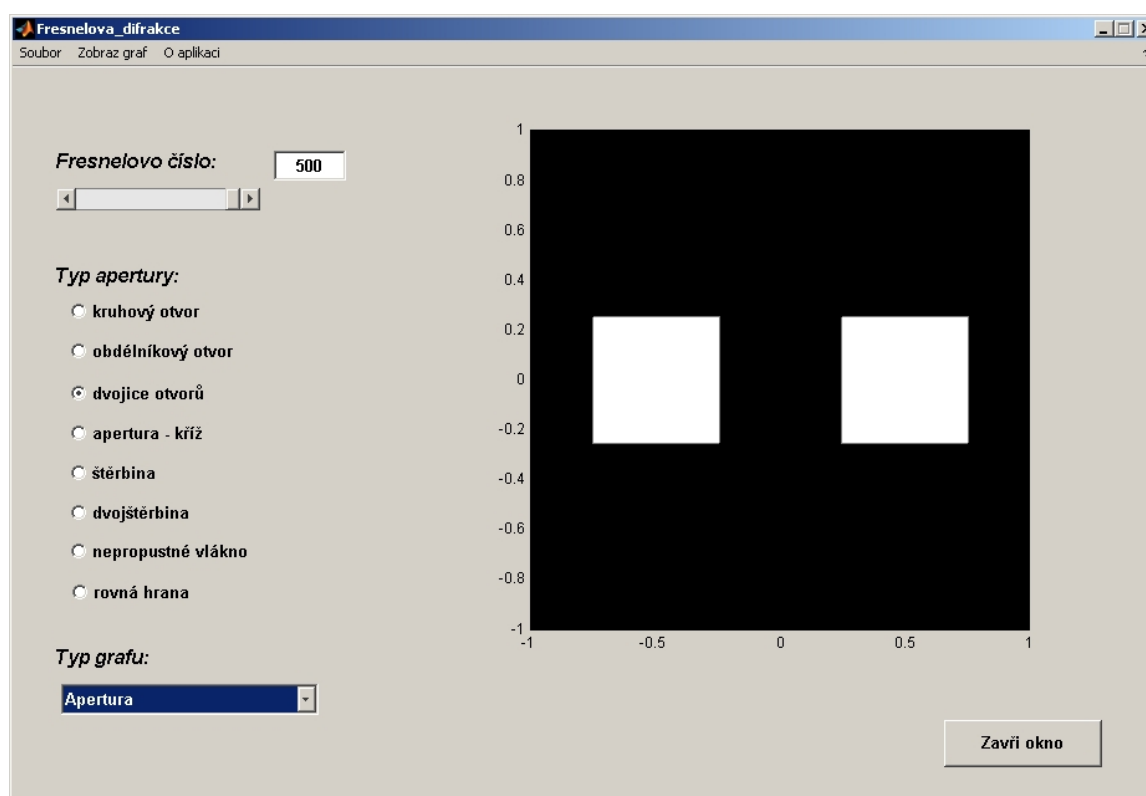 Fresnelova_difrakce
Soubor Zobraz graf O aplikaci
Fresnelovo číslo: 500
Typ apertury:
kruhový otvor
obdélníkový otvor
dvojice otvorů
apertura - kříž
štěrbina
dvojštěrbina
nepropustné vlákno
rovná hrana
Typ grafu:
Apertura
1
0.8
0.6
0.4
0.2
0
-0.2
-0.4
-0.6
-0.8
-1
-1 -0.5 0 0.5 1
Zavři okno